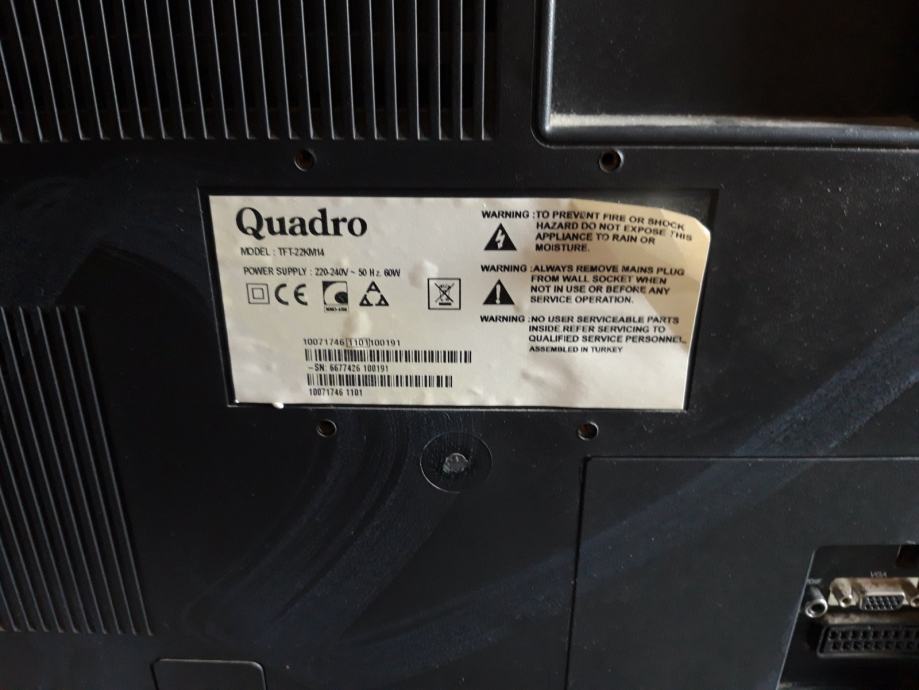 Quadro
MODEL : TFT-22KM14
POWER SUPPLY : 220-240V ~ 50 Hz. 60W
10071746 1101 100191
-SN: 6677426 100191
10071746 1101
WARNING :TO PREVENT FIRE OR SHOCK
HAZARD DO NOT EXPOSE THIS
APPLIANCE TO RAIN OR
MOISTURE.
WARNING :ALWAYS REMOVE MAINS PLUG
FROM WALL SOCKET WHEN
NOT IN USE OR BEFORE ANY
SERVICE OPERATION.
WARNING :NO USER SERVICEABLE PARTS
INSIDE REFER SERVICING TO
QUALIFIED SERVICE PERSONNEL.
ASSEMBLED IN TURKEY
VGA